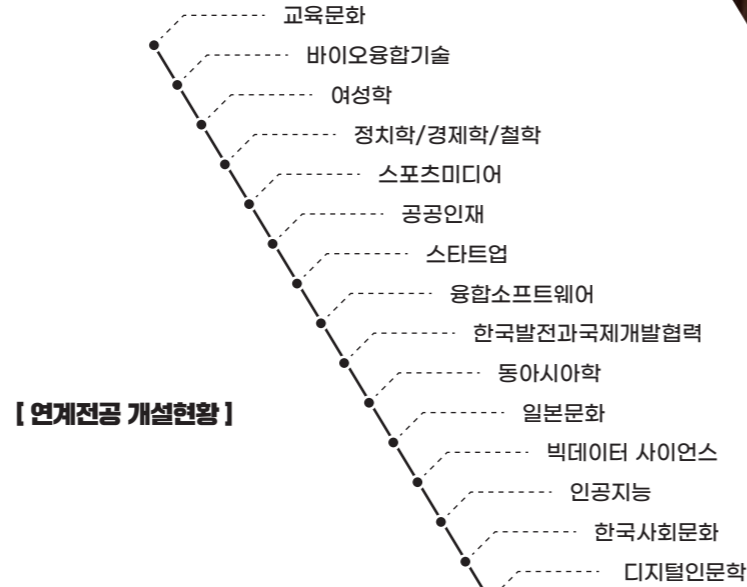 교육문화
바이오융합기술
여성학
정치학/경제학/철학
스포츠미디어
공공인재
스타트업
융합소프트웨어
한국발전과국제개발협력
동아시아학
[ 연계전공 개설현황 ]
일본문화
빅데이터 사이언스
인공지능
한국사회문화
디지털인문학